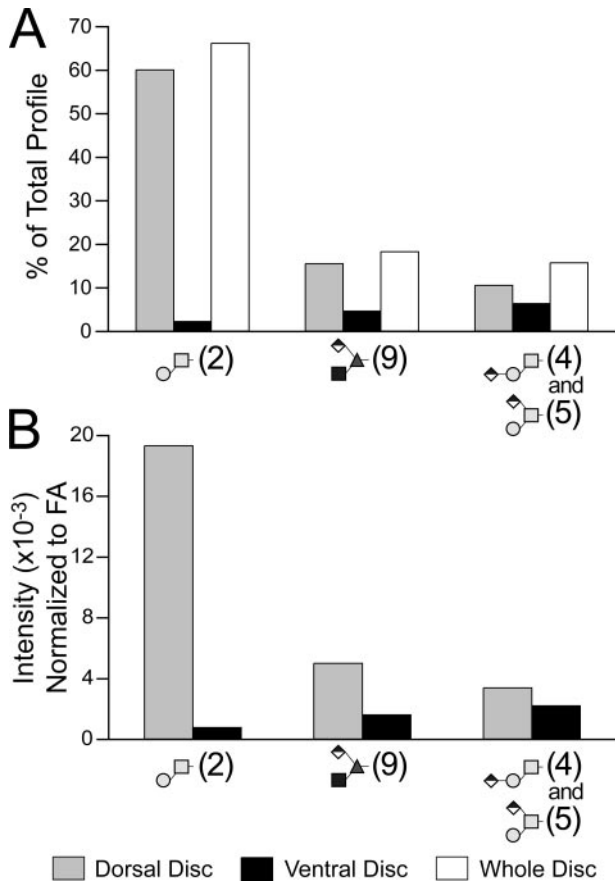 A
70
60
50
40
30
20
10
0
% of Total Profile
(2)
(9)
(4)
and
(5)
B
20
16
12
8
4
0
Intensity (x10⁻³)
Normalized to FA
(2)
(9)
(4)
and
(5)
Dorsal Disc Ventral Disc Whole Disc